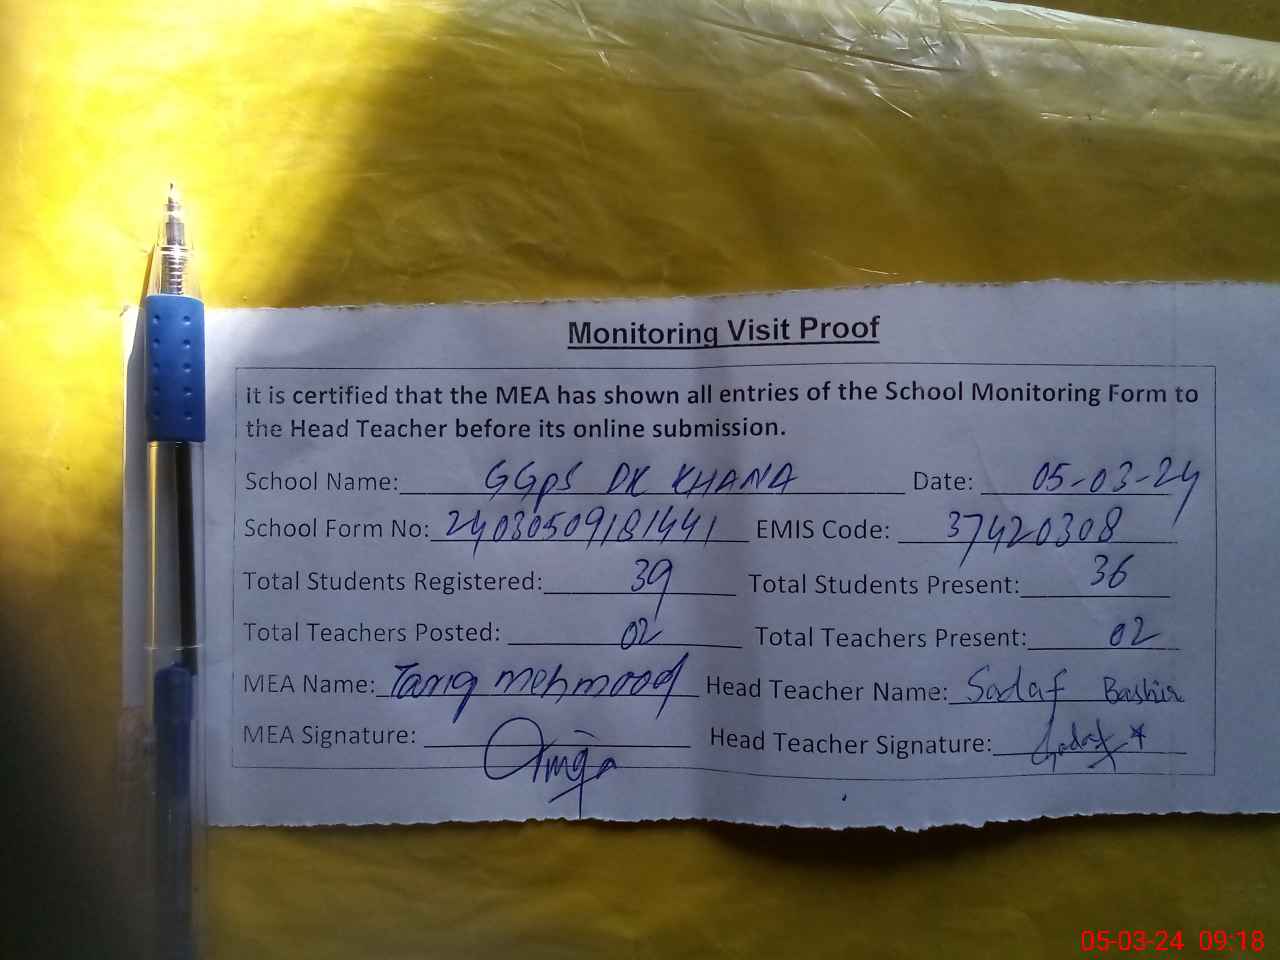 Monitoring Visit Proof
it is certified that the MEA has shown all entries of the School Monitoring Form to
the Head Teacher before its online submission.
School Name: GGPS DK KHANA Date: 05-03-24
School Form No: 24030509181441 EMIS Code: 37420308
Total Students Registered: 39 Total Students Present: 36
Total Teachers Posted: 02 Total Teachers Present: 02
MEA Name: Tariq mehmood Head Teacher Name: Sadaf Bashir
MEA Signature: Head Teacher Signature: Sadaf
05-03-24 09:18